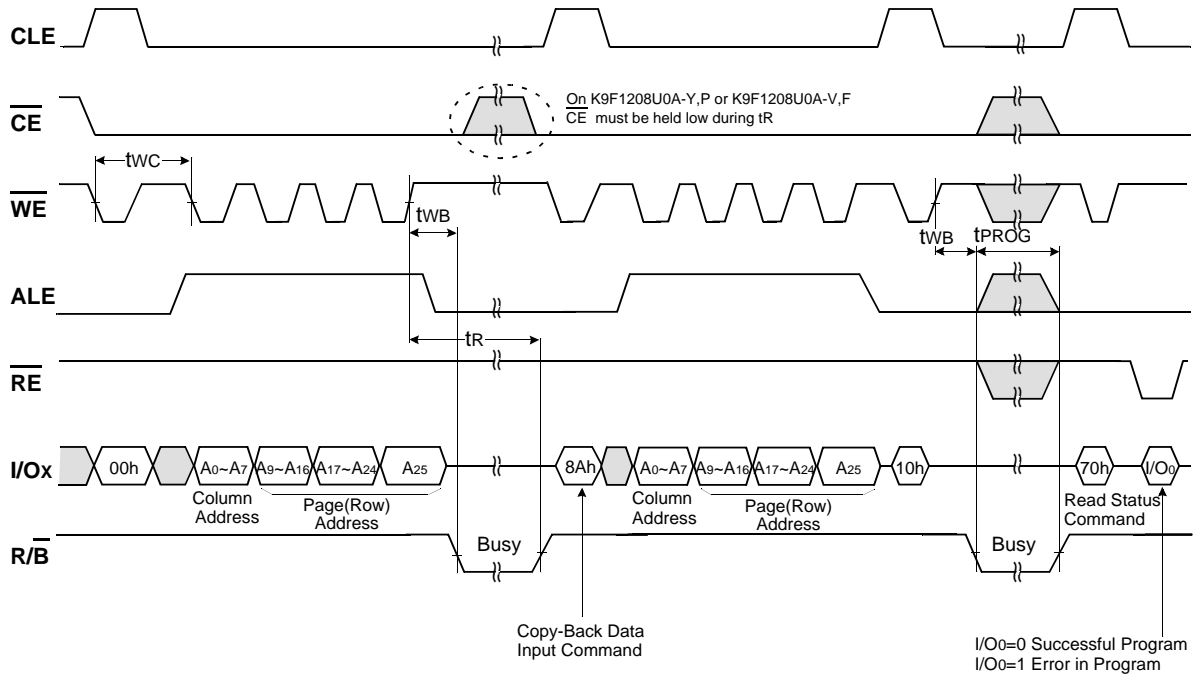 CLE
CE
On K9F1208U0A-Y,P or K9F1208U0A-V,F
CE must be held low during tR
tWC
WE
tWB
tWB
tPROG
ALE
tR
RE
I/Ox
00h
A0~A7
A9~A16
A17~A24
A25
8Ah
A0~A7
A9~A16
A17~A24
A25
10h
70h
I/O0
Column
Address
Page(Row)
Address
Column
Address
Page(Row)
Address
Read Status
Command
R/B
Busy
Busy
Copy-Back Data
Input Command
I/O0=0 Successful Program
I/O0=1 Error in Program